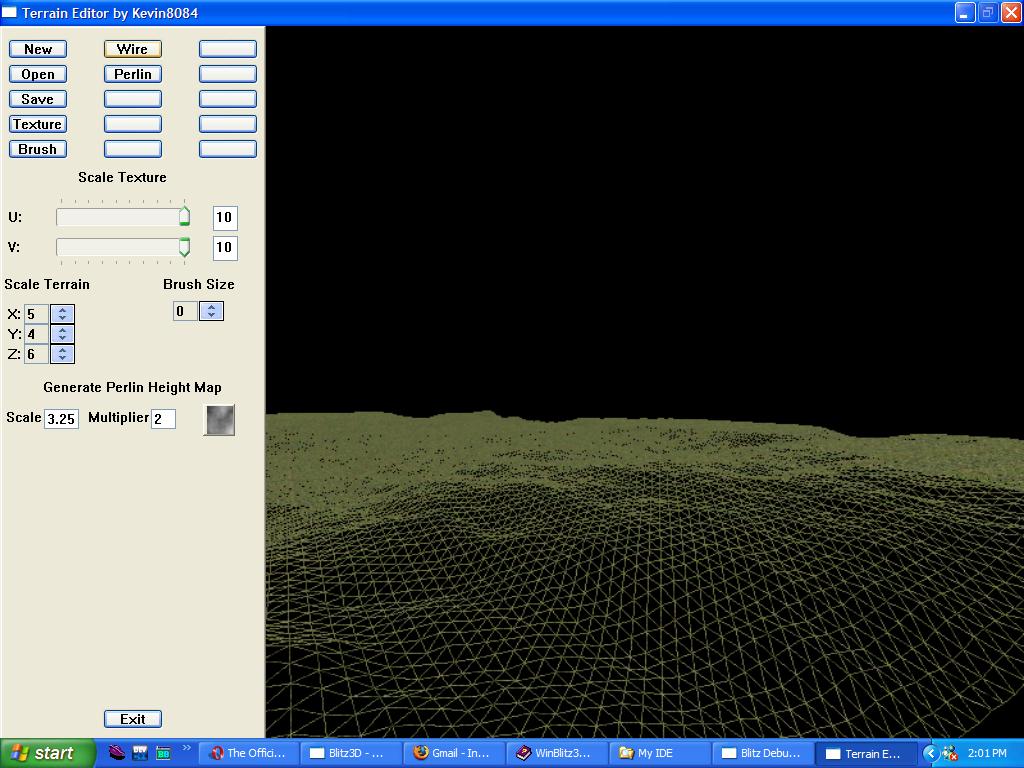 Terrain Editor by Kevin8084
New Wire
Open Perlin
Save
Texture
Brush
Scale Texture
U: 10
V: 10
Scale Terrain Brush Size
X: 5 0
Y: 4
Z: 6
Generate Perlin Height Map
Scale 3.25 Multiplier 2
Exit
start The Offici... Blitz3D - ... Gmail - In... WinBlitz3... My IDE Blitz Debu... Terrain E... 2:01 PM